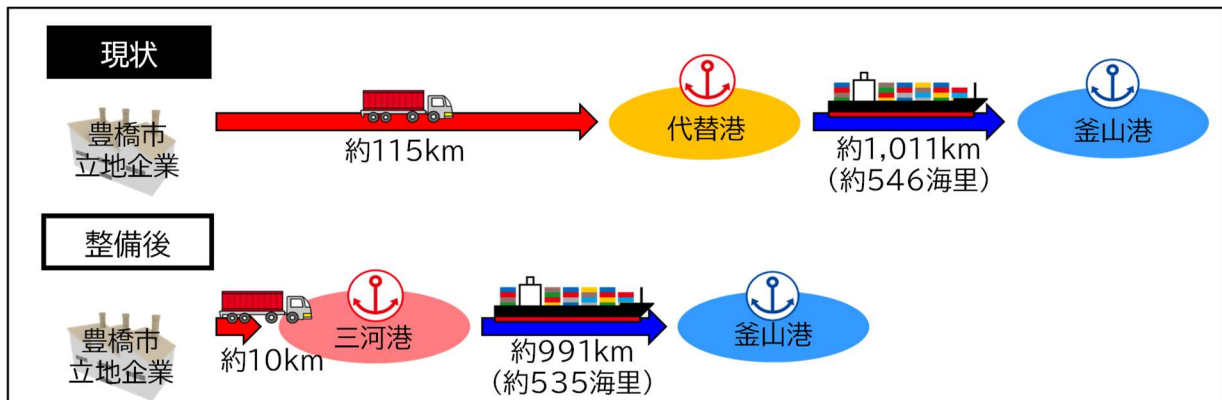 現状
豊橋市
立地企業
約115km
代替港
約1,011km
（約546海里）
釜山港
整備後
豊橋市
立地企業
約10km
三河港
約991km
（約535海里）
釜山港